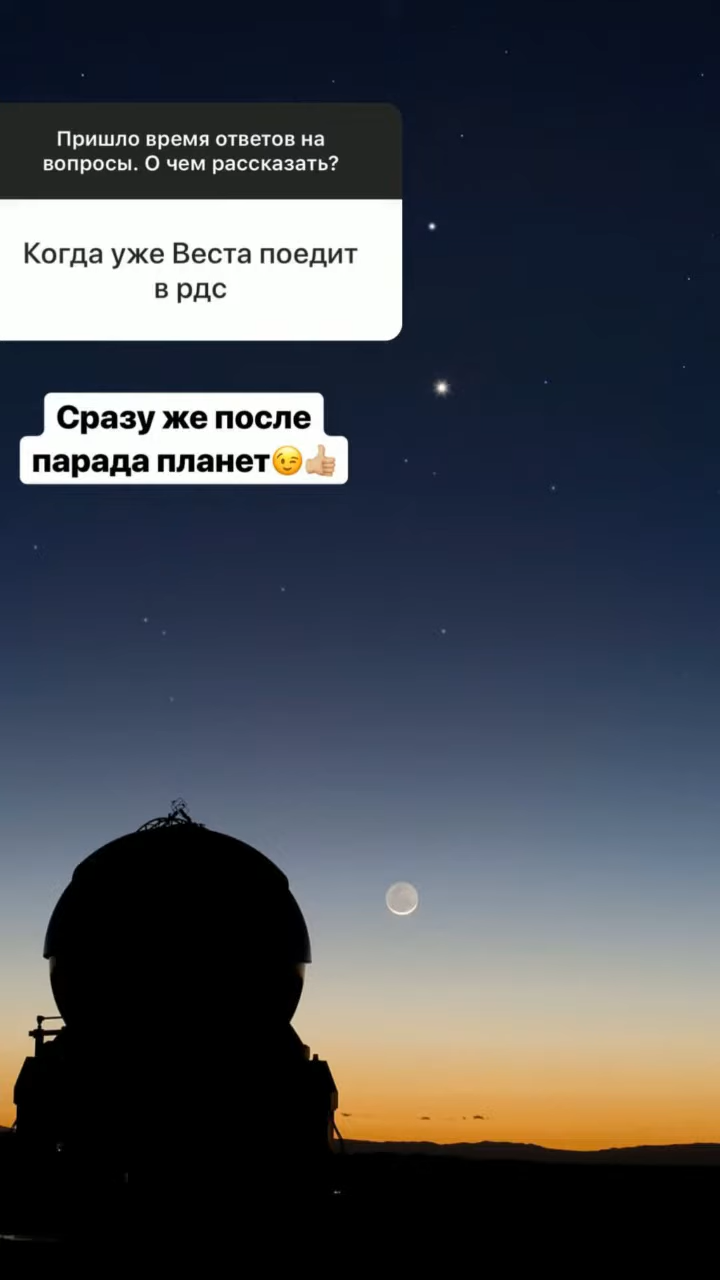 Пришло время ответов на
вопросы. О чем рассказать?
Когда уже Веста поедит
в рдс
Сразу же после
парада планет😉👍🏼